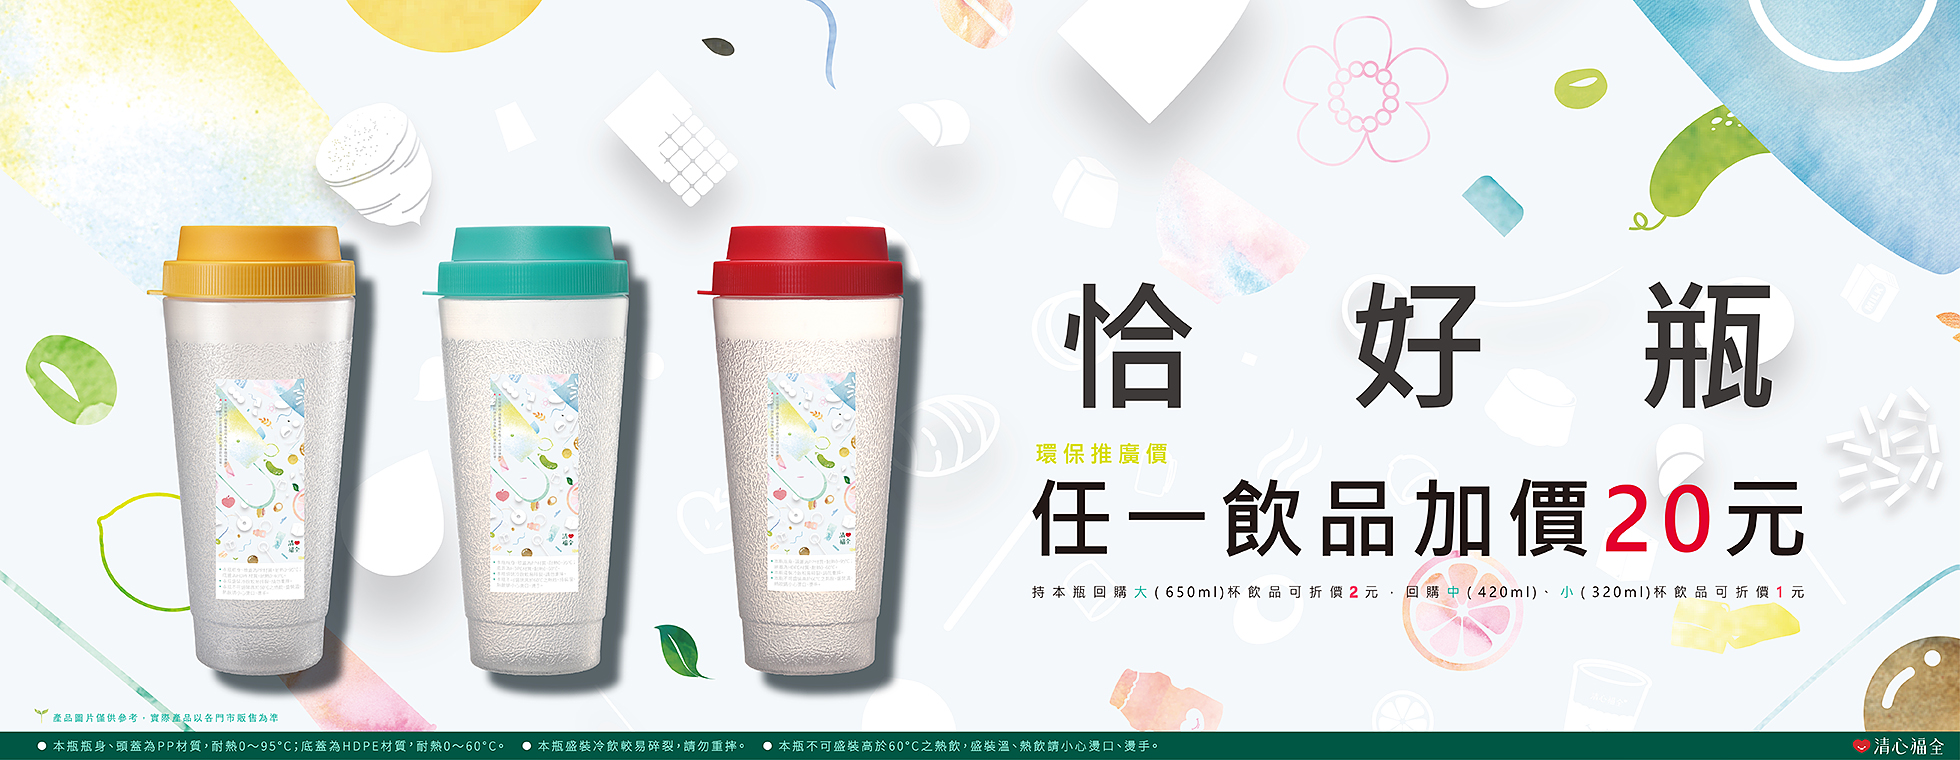 恰好瓶
環保推廣價
任一飲品加價20元
持本瓶回購大(650ml)杯飲品可折價2元，回購中(420ml)、小(320ml)杯飲品可折價1元
產品圖片僅供參考，實際產品以各門市販售為準
● 本瓶瓶身、頭蓋為PP材質，耐熱0～95°C；底蓋為HDPE材質，耐熱0～60°C。 ● 本瓶盛裝冷飲較易碎裂，請勿重摔。 ● 本瓶不可盛裝高於60°C之熱飲，盛裝溫、熱飲請小心燙口、燙手。
清心福全